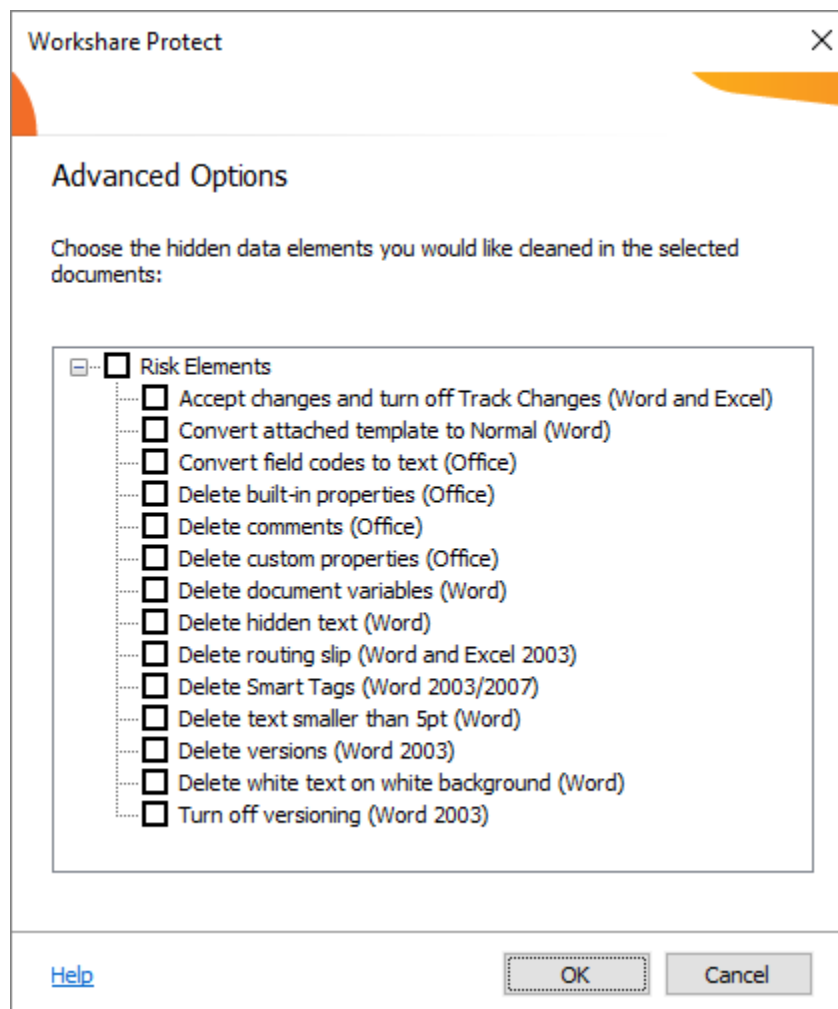 Workshare Protect
Advanced Options
Choose the hidden data elements you would like cleaned in the selected
documents:
Risk Elements
Accept changes and turn off Track Changes (Word and Excel)
Convert attached template to Normal (Word)
Convert field codes to text (Office)
Delete built-in properties (Office)
Delete comments (Office)
Delete custom properties (Office)
Delete document variables (Word)
Delete hidden text (Word)
Delete routing slip (Word and Excel 2003)
Delete Smart Tags (Word 2003/2007)
Delete text smaller than 5pt (Word)
Delete versions (Word 2003)
Delete white text on white background (Word)
Turn off versioning (Word 2003)
Help OK Cancel